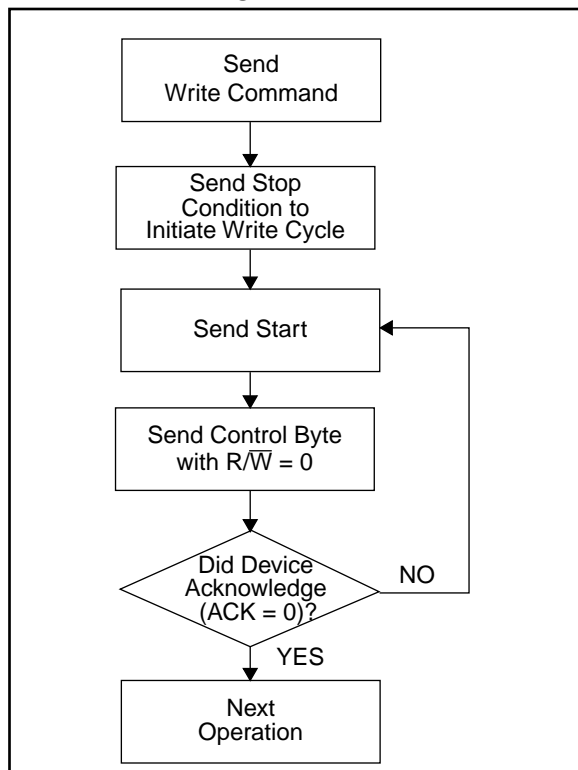 Send
Write Command
Send Stop
Condition to
Initiate Write Cycle
Send Start
Send Control Byte
with R/W̅ = 0
Did Device
Acknowledge
(ACK = 0)?
NO
YES
Next
Operation